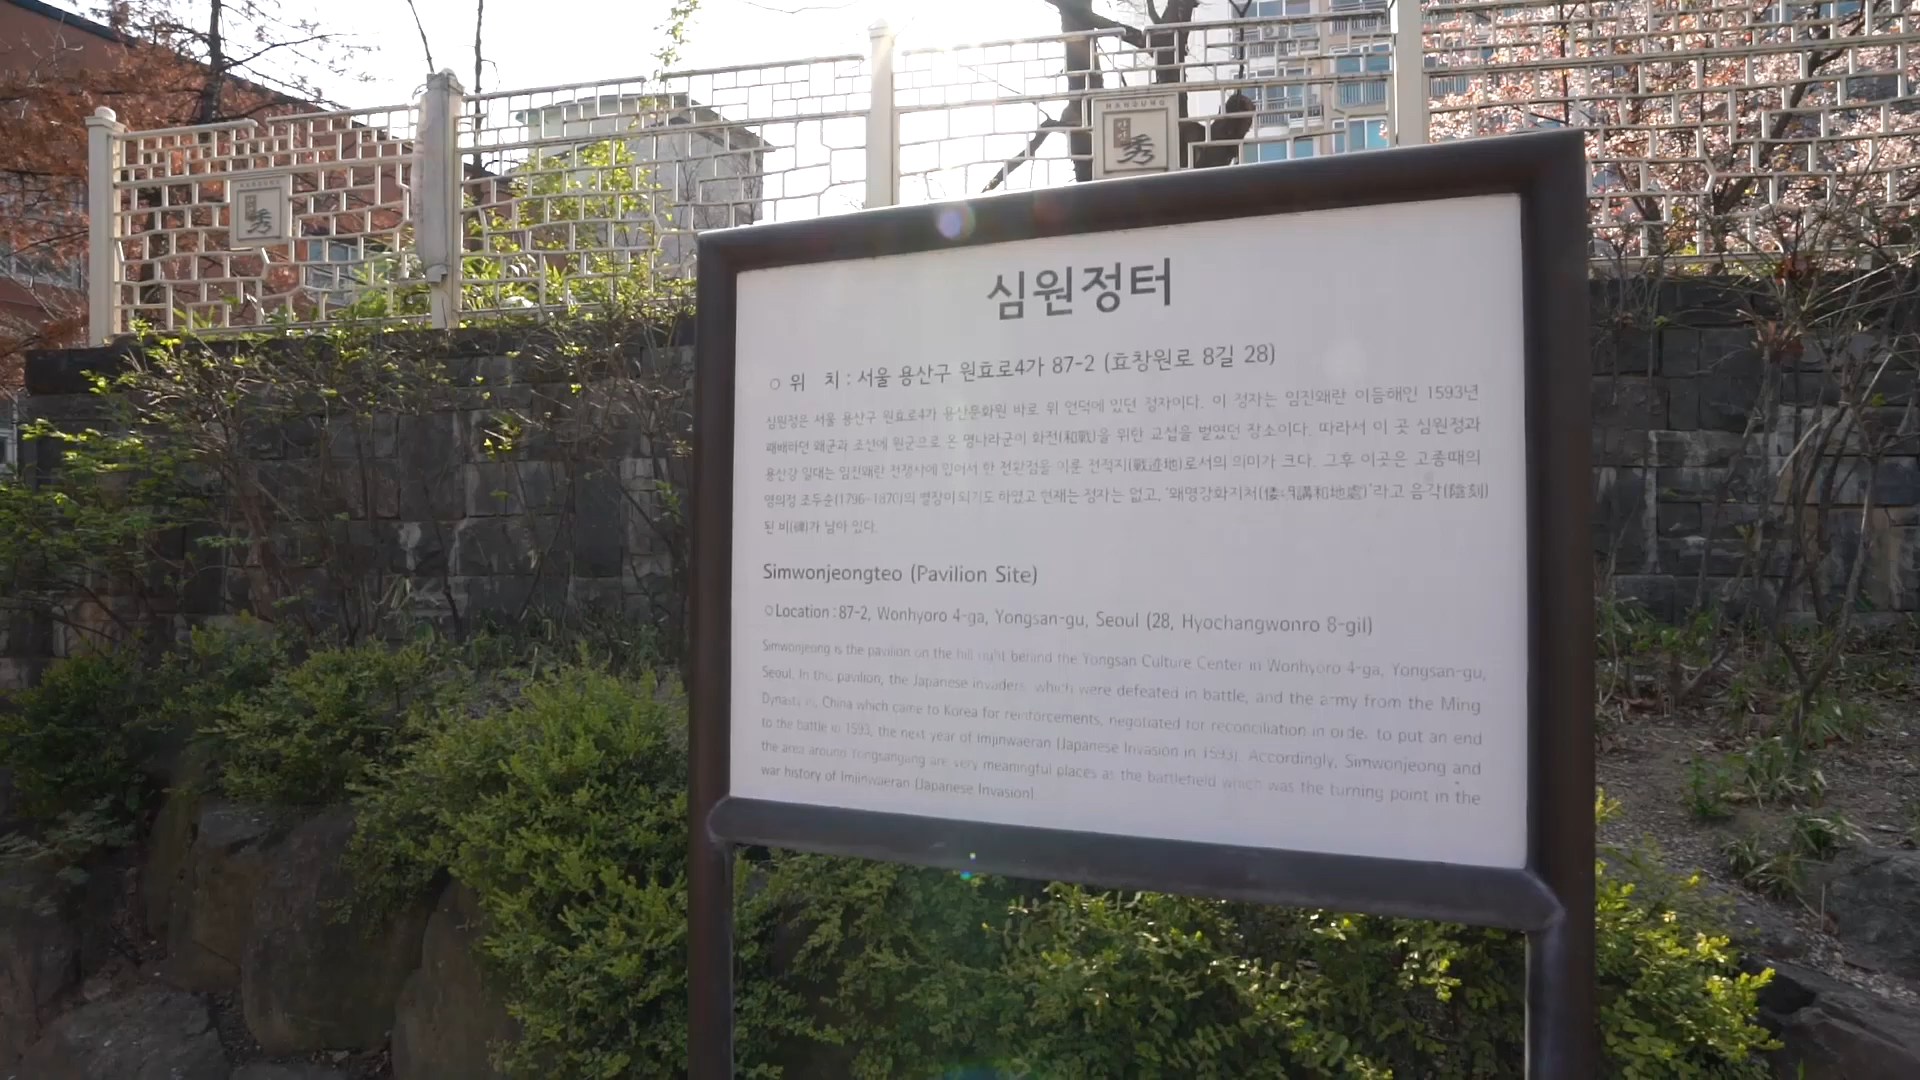 HANDUNG
秀
HANDUNG
秀
심원정터
○ 위 치 : 서울 용산구 원효로4가 87-2 (효창원로 8길 28)
심원정은 서울 용산구 원효로4가 용산문화원 바로 위 언덕에 있던 정자이다. 이 정자는 임진왜란 이듬해인 1593년
패배하던 왜군과 조선에 원군으로 온 명나라군이 화전(和戰)을 위한 교섭을 벌였던 장소이다. 따라서 이 곳 심원정과
용산강 일대는 임진왜란 전쟁사에 있어서 한 전환점을 이룬 전적지(戰迹地)로서의 의미가 크다. 그후 이곳은 고종때의
영의정 조두순(1796~1870)의 별장이 되기도 하였고 현재는 정자는 없고, '왜명강화지처(倭明講和地處)'라고 음각(陰刻)
된 비(碑)가 남아 있다.
Simwonjeongteo (Pavilion Site)
○Location : 87-2, Wonhyoro 4-ga, Yongsan-gu, Seoul (28, Hyochangwonro 8-gil)
Simwonjeong is the pavilion on the hill right behind the Yongsan Culture Center in Wonhyoro 4-ga, Yongsan-gu,
Seoul. In this pavilion, the Japanese invaders, which were defeated in battle, and the army from the Ming
Dynasty in China which came to Korea for reinforcements, negotiated for reconciliation in order to put an end
to the battle in 1593, the next year of Imjinwaeran (Japanese Invasion in 1593). Accordingly, Simwonjeong and
the area around Yongsangang are very meaningful places as the battlefield which was the turning point in the
war history of Imjinwaeran (Japanese Invasion)